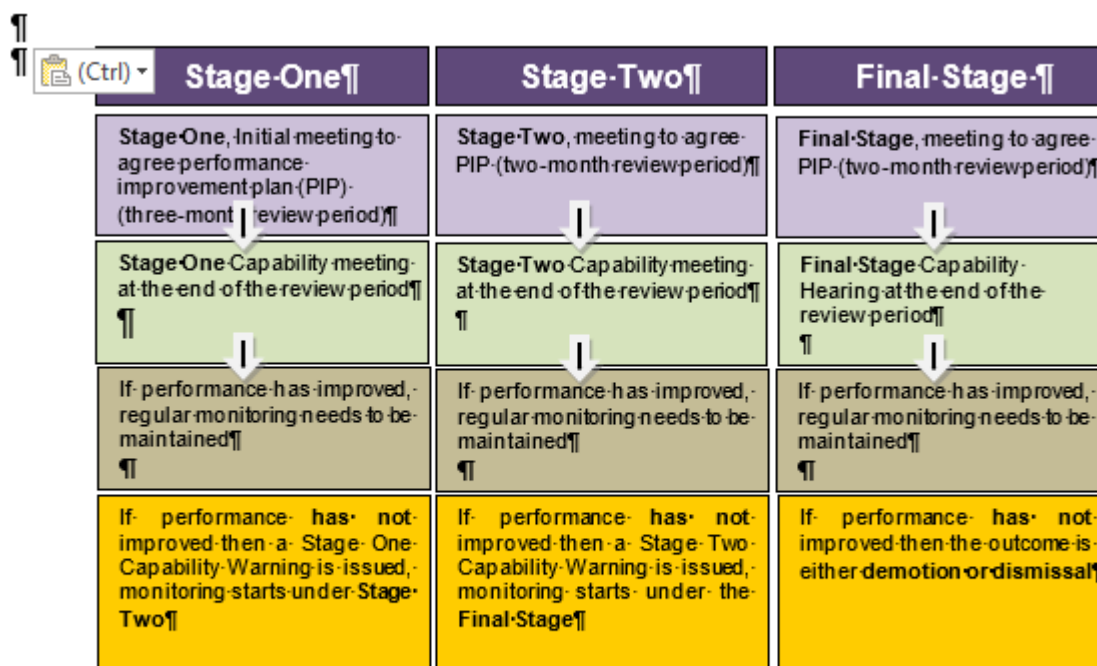 ¶
¶
(Ctrl)
Stage One¶
Stage Two¶
Final Stage ¶
Stage One, Initial meeting to
agree performance
improvement plan (PIP)
(three-month review period)¶
Stage Two, meeting to agree
PIP (two-month review period)¶
Final Stage, meeting to agree
PIP (two-month review period)¶
Stage One Capability meeting
at the end of the review period¶
¶
Stage Two Capability meeting
at the end of the review period¶
¶
Final Stage Capability
Hearing at the end of the
review period¶
¶
If performance has improved,
regular monitoring needs to be
maintained¶
¶
If performance has improved,
regular monitoring needs to be
maintained¶
¶
If performance has improved,
regular monitoring needs to be
maintained¶
¶
If performance has not
improved then a Stage One
Capability Warning is issued,
monitoring starts under Stage
Two¶
If performance has not
improved then a Stage Two
Capability Warning is issued,
monitoring starts under the
Final Stage¶
If performance has not
improved then the outcome is
either demotion or dismissal¶